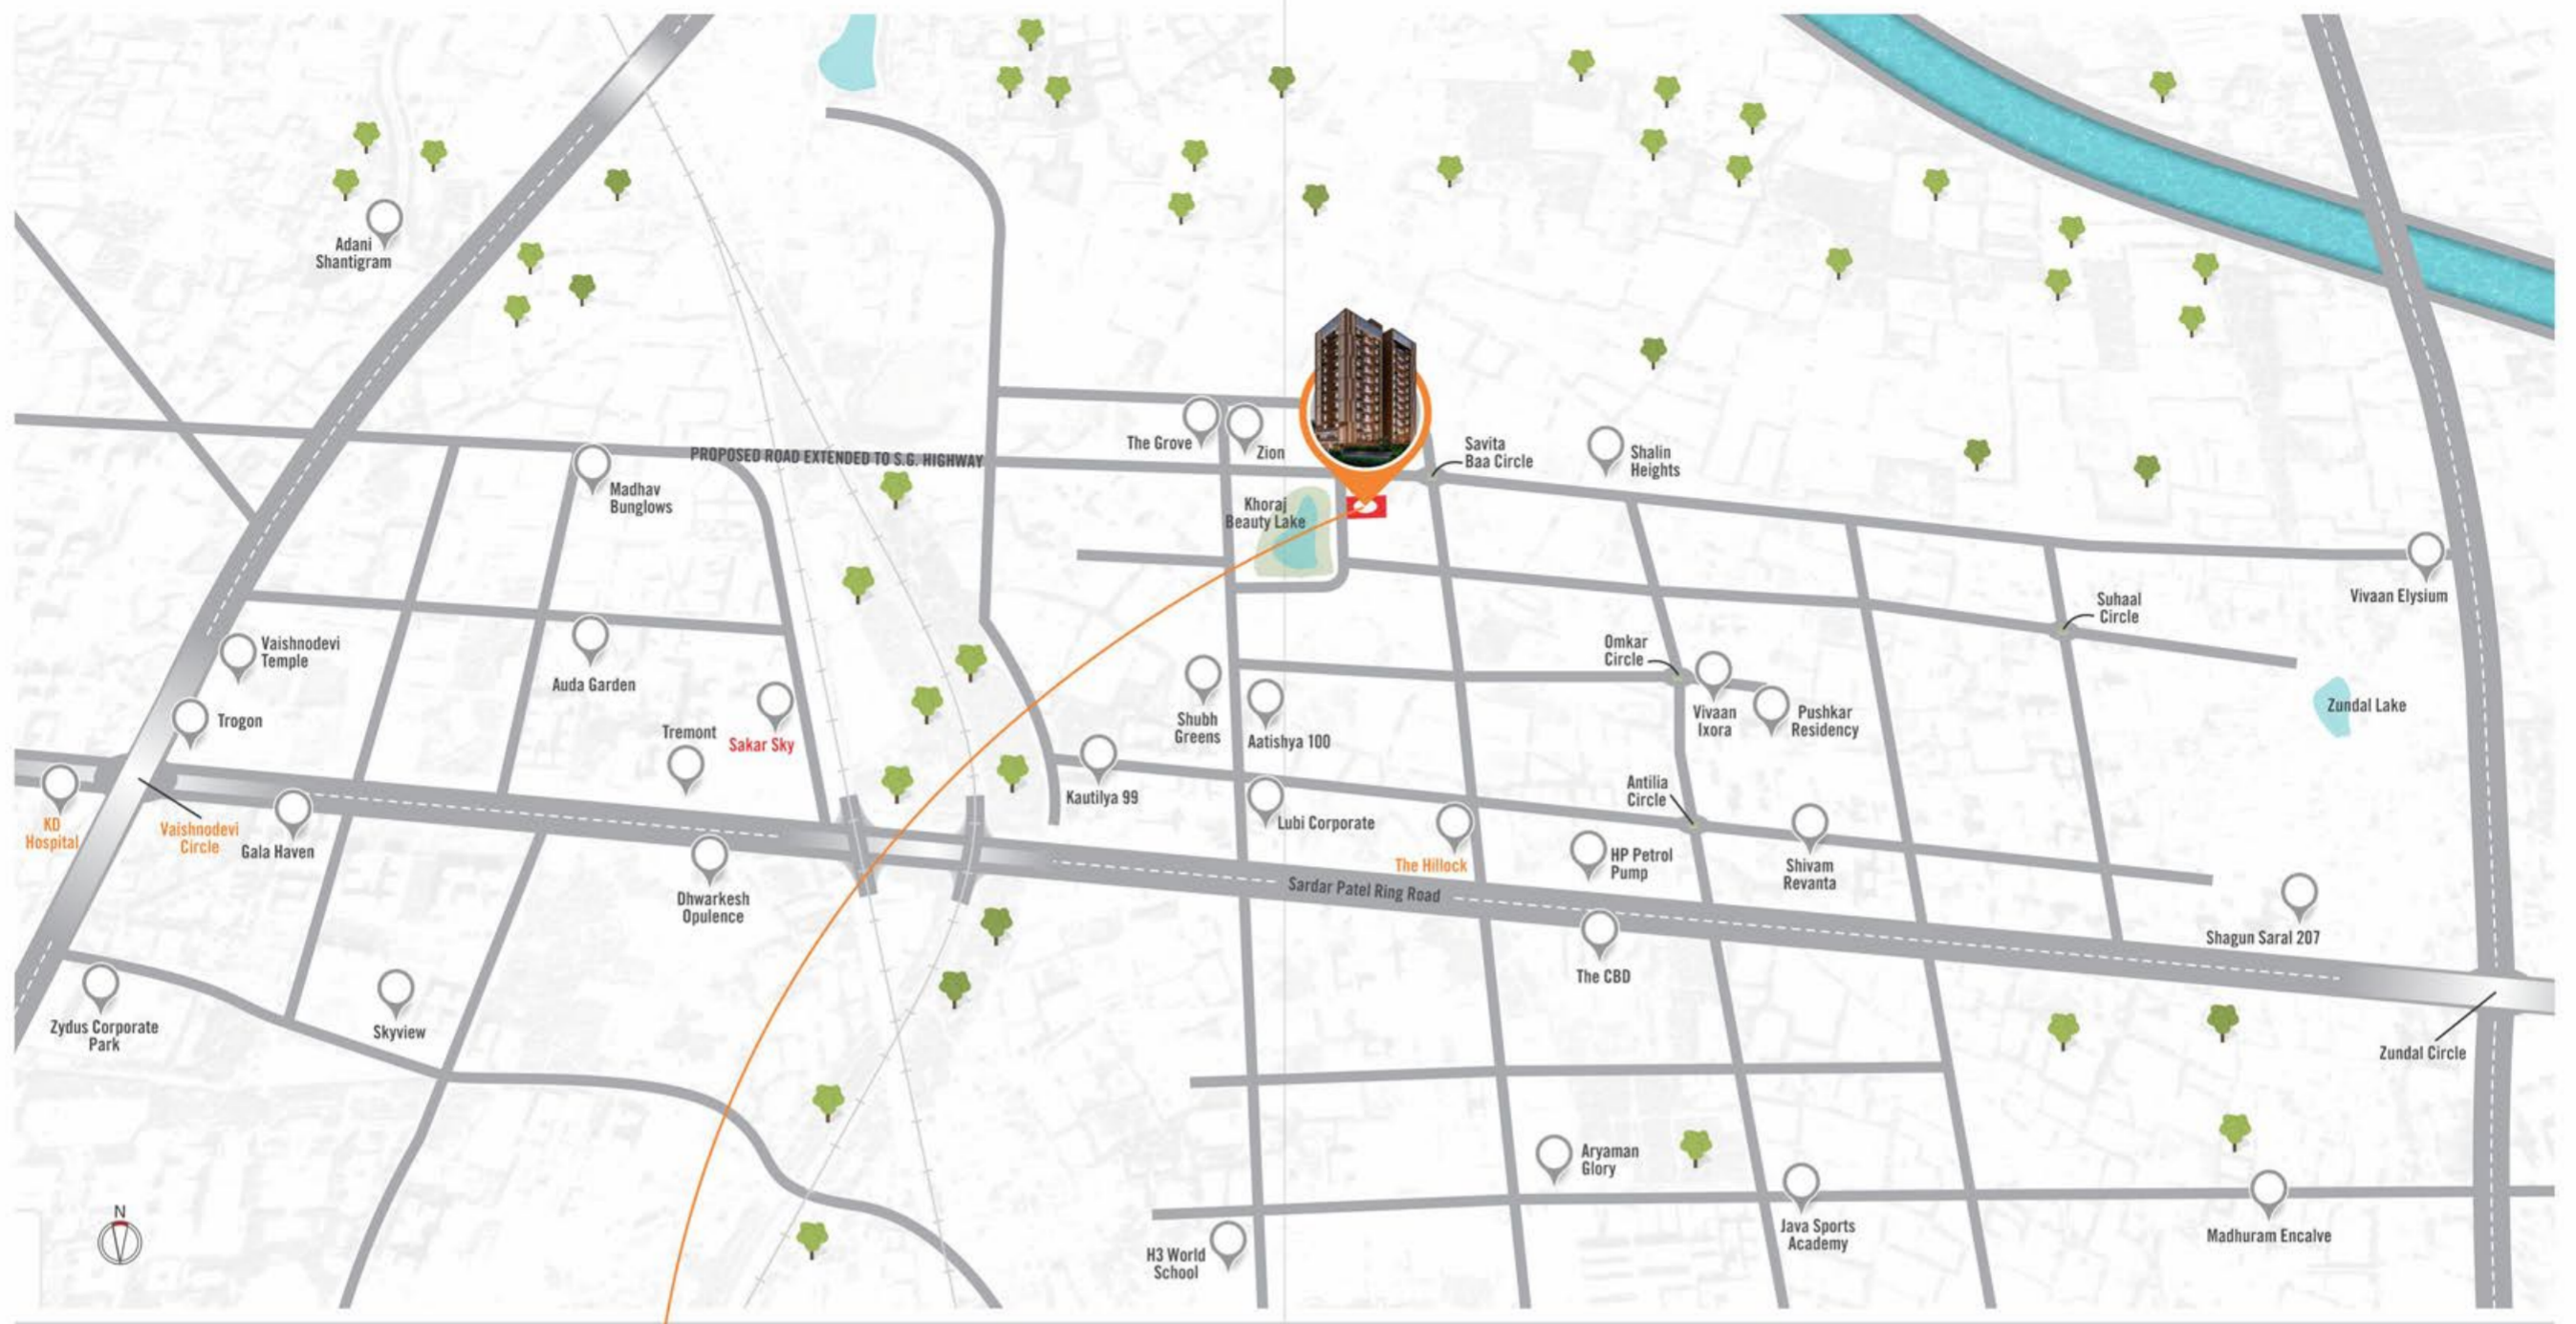 Adani
Shantigram
PROPOSED ROAD EXTENDED TO S.G. HIGHWAY
Madhav
Bunglows
The Grove
Zion
Savita
Baa Circle
Shalin
Heights
Khoraj
Beauty Lake
Vivaan Elysium
Suhaal
Circle
Vaishnodevi
Temple
Auda Garden
Trogon
Tremont
Sakar Sky
Shubh
Greens
Aatishya 100
Omkar
Circle
Vivaan
Ixora
Pushkar
Residency
Zundal Lake
KD
Hospital
Vaishnodevi
Circle
Gala Haven
Kautilya 99
Lubi Corporate
Antilia
Circle
The Hillock
HP Petrol
Pump
Shivam
Revanta
Dhwarkesh
Opulence
Sardar Patel Ring Road
Shagun Saral 207
The CBD
Zydus Corporate
Park
Skyview
Zundal Circle
Aryaman
Glory
N
H3 World
School
Java Sports
Academy
Madhuram Encalve